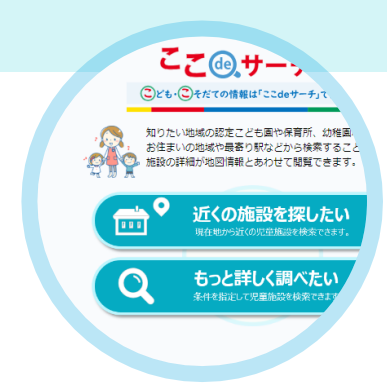 ここdeサーチ
こども・こそだての情報は「ここdeサーチ」で
知りたい地域の認定こども園や保育所、幼稚園
お住まいの地域や最寄り駅などから検索すること
施設の詳細が地図情報とあわせて閲覧できます。
近くの施設を探したい
現在地から近くの児童施設を検索できます。
もっと詳しく調べたい
条件を指定して児童施設を検索できます